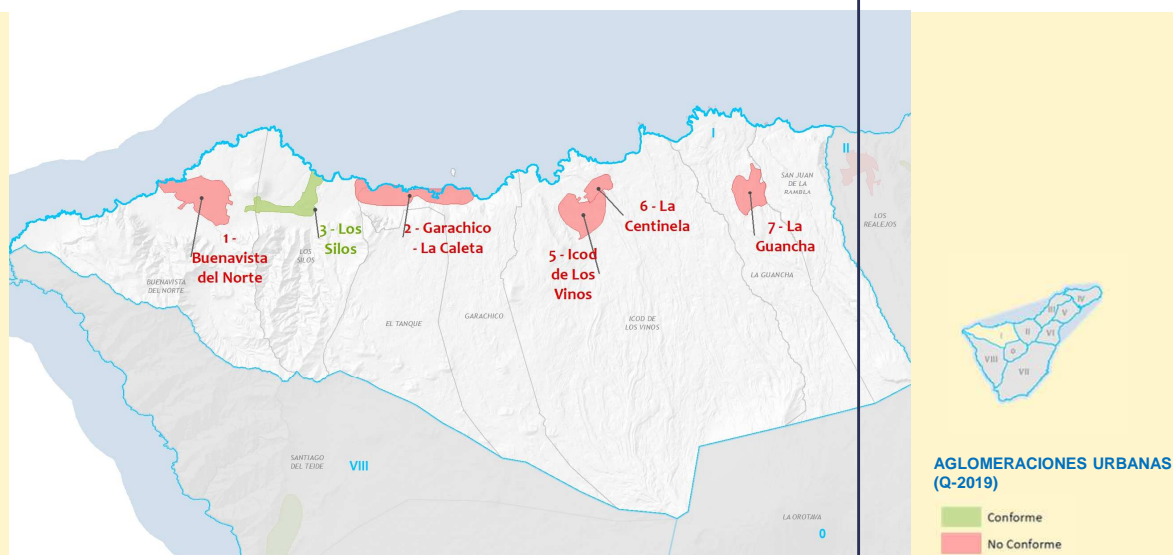 I
II
SAN JUAN
DE LA
RAMBLA
1 -
Buenavista
del Norte
3 - Los
Silos
2 - Garachico
- La Caleta
6 - La
Centinela
7 - La
Guancha
5 - Icod
de Los
Vinos
LOS
REALEJOS
LOS
SILOS
BUENAVISTA
DEL NORTE
LA GUANCHA
EL TANQUE
GARACHICO
ICOD DE
LOS VINOS
SANTIAGO
DEL TEIDE
VIII
LA OROTAVA
0
IV
III
V
I
II
VI
VIII
0
VII
AGLOMERACIONES URBANAS
(Q-2019)
Conforme
No Conforme